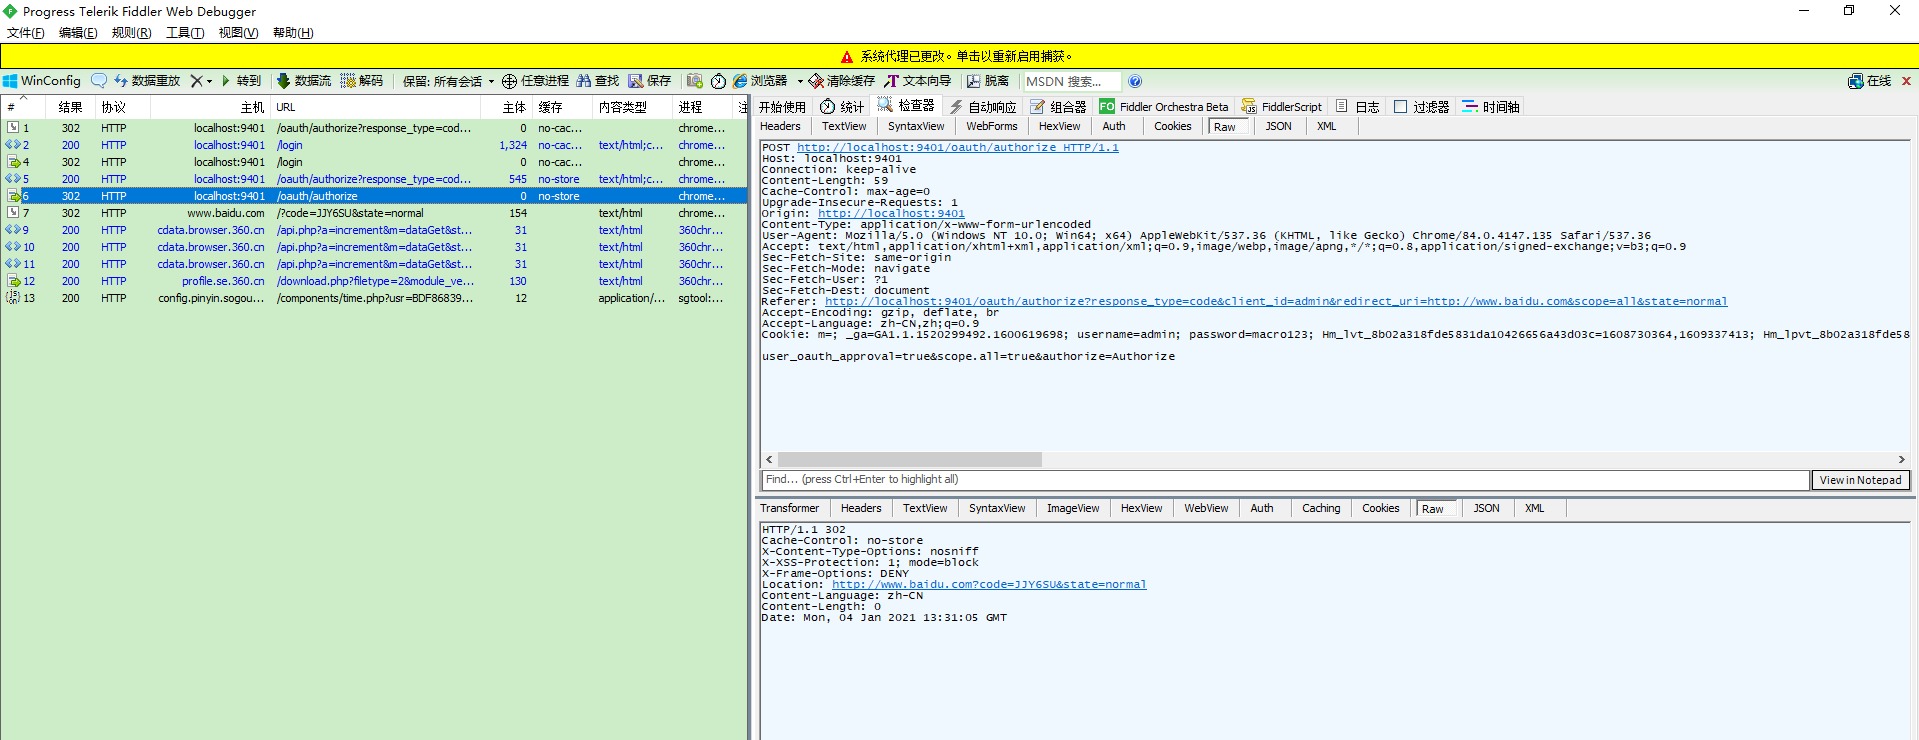 Progress Telerik Fiddler Web Debugger
文件(F) 编辑(E) 规则(R) 工具(T) 视图(V) 帮助(H)
系统代理已更改。单击以重新启用捕获。
WinConfig 数据重放 转到 数据流 解码 保留: 所有会话 任意进程 查找 保存 浏览器 清除缓存 文本向导 脱离 MSDN 搜索... 在线
# 结果 协议 主机 URL 主体 缓存 内容类型 进程 注
1 302 HTTP localhost:9401 /oauth/authorize?response_type=cod... 0 no-cac... chrome...
2 200 HTTP localhost:9401 /login 1,324 no-cac... text/html;c... chrome...
4 302 HTTP localhost:9401 /login 0 no-cac... chrome...
5 200 HTTP localhost:9401 /oauth/authorize?response_type=cod... 545 no-store text/html;c... chrome...
6 302 HTTP localhost:9401 /oauth/authorize 0 no-store chrome...
7 302 HTTP www.baidu.com /?code=JJY6SU&state=normal 154 text/html chrome...
9 200 HTTP cdata.browser.360.cn /api.php?a=increment&m=dataGet&st... 31 text/html 360chr...
10 200 HTTP cdata.browser.360.cn /api.php?a=increment&m=dataGet&st... 31 text/html 360chr...
11 200 HTTP cdata.browser.360.cn /api.php?a=increment&m=dataGet&st... 31 text/html 360chr...
12 200 HTTP profile.se.360.cn /download.php?filetype=2&module_ve... 130 text/html 360chr...
13 200 HTTP config.pinyin.sogou... /components/time.php?usr=BDF86839... 12 application/... sgtool:...
开始使用 统计 检查器 自动响应 组合器 FO Fiddler Orchestra Beta FiddlerScript 日志 过滤器 时间轴
Headers TextView SyntaxView WebForms HexView Auth Cookies Raw JSON XML
POST http://localhost:9401/oauth/authorize HTTP/1.1
Host: localhost:9401
Connection: keep-alive
Content-Length: 59
Cache-Control: max-age=0
Upgrade-Insecure-Requests: 1
Origin: http://localhost:9401
Content-Type: application/x-www-form-urlencoded
User-Agent: Mozilla/5.0 (Windows NT 10.0; Win64; x64) AppleWebKit/537.36 (KHTML, like Gecko) Chrome/84.0.4147.135 Safari/537.36
Accept: text/html,application/xhtml+xml,application/xml;q=0.9,image/webp,image/apng,*/*;q=0.8,application/signed-exchange;v=b3;q=0.9
Sec-Fetch-Site: same-origin
Sec-Fetch-Mode: navigate
Sec-Fetch-User: ?1
Sec-Fetch-Dest: document
Referer: http://localhost:9401/oauth/authorize?response_type=code&client_id=admin&redirect_uri=http://www.baidu.com&scope=all&state=normal
Accept-Encoding: gzip, deflate, br
Accept-Language: zh-CN,zh;q=0.9
Cookie: m=; _ga=GA1.1.1520299492.1600619698; username=admin; password=macro123; Hm_lvt_8b02a318fde5831da10426656a43d03c=1608730364,1609337413; Hm_lpvt_8b02a318fde58
user_oauth_approval=true&scope.all=true&authorize=Authorize
Find... (press Ctrl+Enter to highlight all) View in Notepad
Transformer Headers TextView SyntaxView ImageView HexView WebView Auth Caching Cookies Raw JSON XML
HTTP/1.1 302
Cache-Control: no-store
X-Content-Type-Options: nosniff
X-XSS-Protection: 1; mode=block
X-Frame-Options: DENY
Location: http://www.baidu.com?code=JJY6SU&state=normal
Content-Language: zh-CN
Content-Length: 0
Date: Mon, 04 Jan 2021 13:31:05 GMT